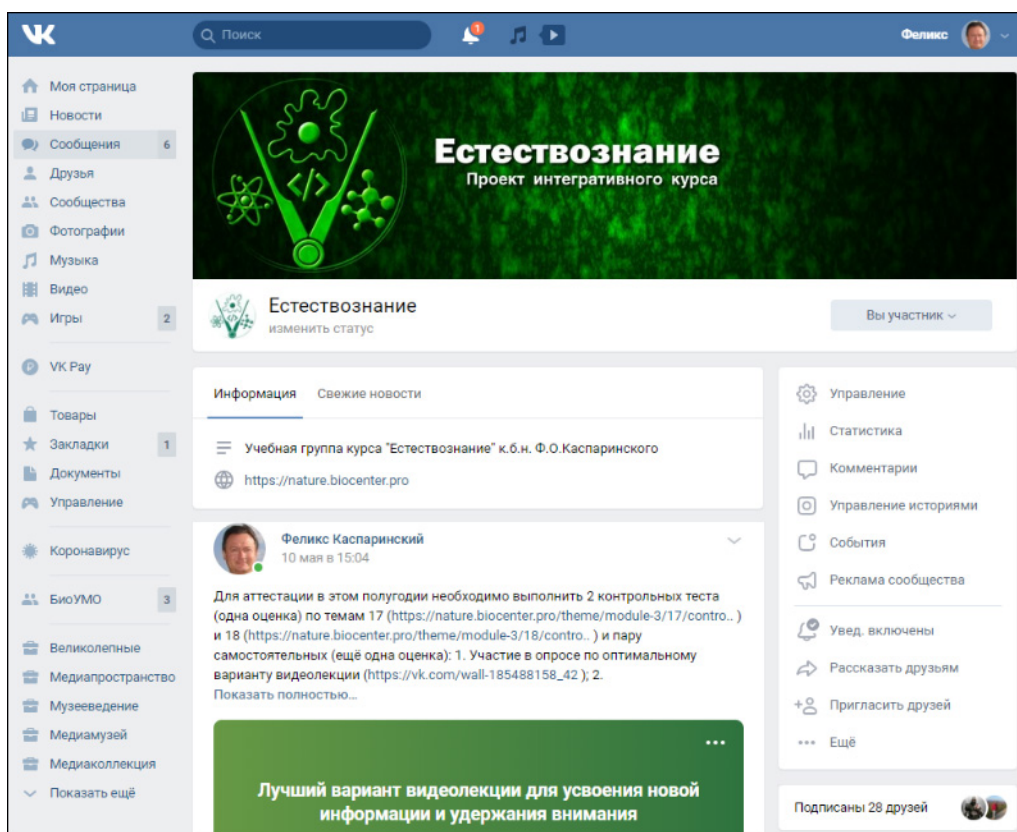 Поиск
1
Феликс
Моя страница
Новости
Сообщения 6
Друзья
Сообщества
Фотографии
Музыка
Видео
Игры 2
VK Pay
Товары
Закладки 1
Документы
Управление
Коронавирус
БиоУМО 3
Великолепные
Медиапространство
Музееведение
Медиамузей
Медиаколлекция
Показать ещё
Естествознание
Проект интегративного курса
</>
Естествознание
изменить статус
Вы участник
Информация Свежие новости
Учебная группа курса "Естествознание" к.б.н. Ф.О.Каспаринского
https://nature.biocenter.pro
Феликс Каспаринский
10 мая в 15:04
Для аттестации в этом полугодии необходимо выполнить 2 контрольных теста
(одна оценка) по темам 17 (https://nature.biocenter.pro/theme/module-3/17/contro.. )
и 18 (https://nature.biocenter.pro/theme/module-3/18/contro.. ) и пару
самостоятельных (ещё одна оценка): 1. Участие в опросе по оптимальному
варианту видеолекции (https://vk.com/wall-185488158_42 ); 2.
Показать полностью...
Лучший вариант видеолекции для усвоения новой
информации и удержания внимания
Управление
Статистика
Комментарии
Управление историями
События
Реклама сообщества
Увед. включены
Рассказать друзьям
Пригласить друзей
Ещё
Подписаны 28 друзей